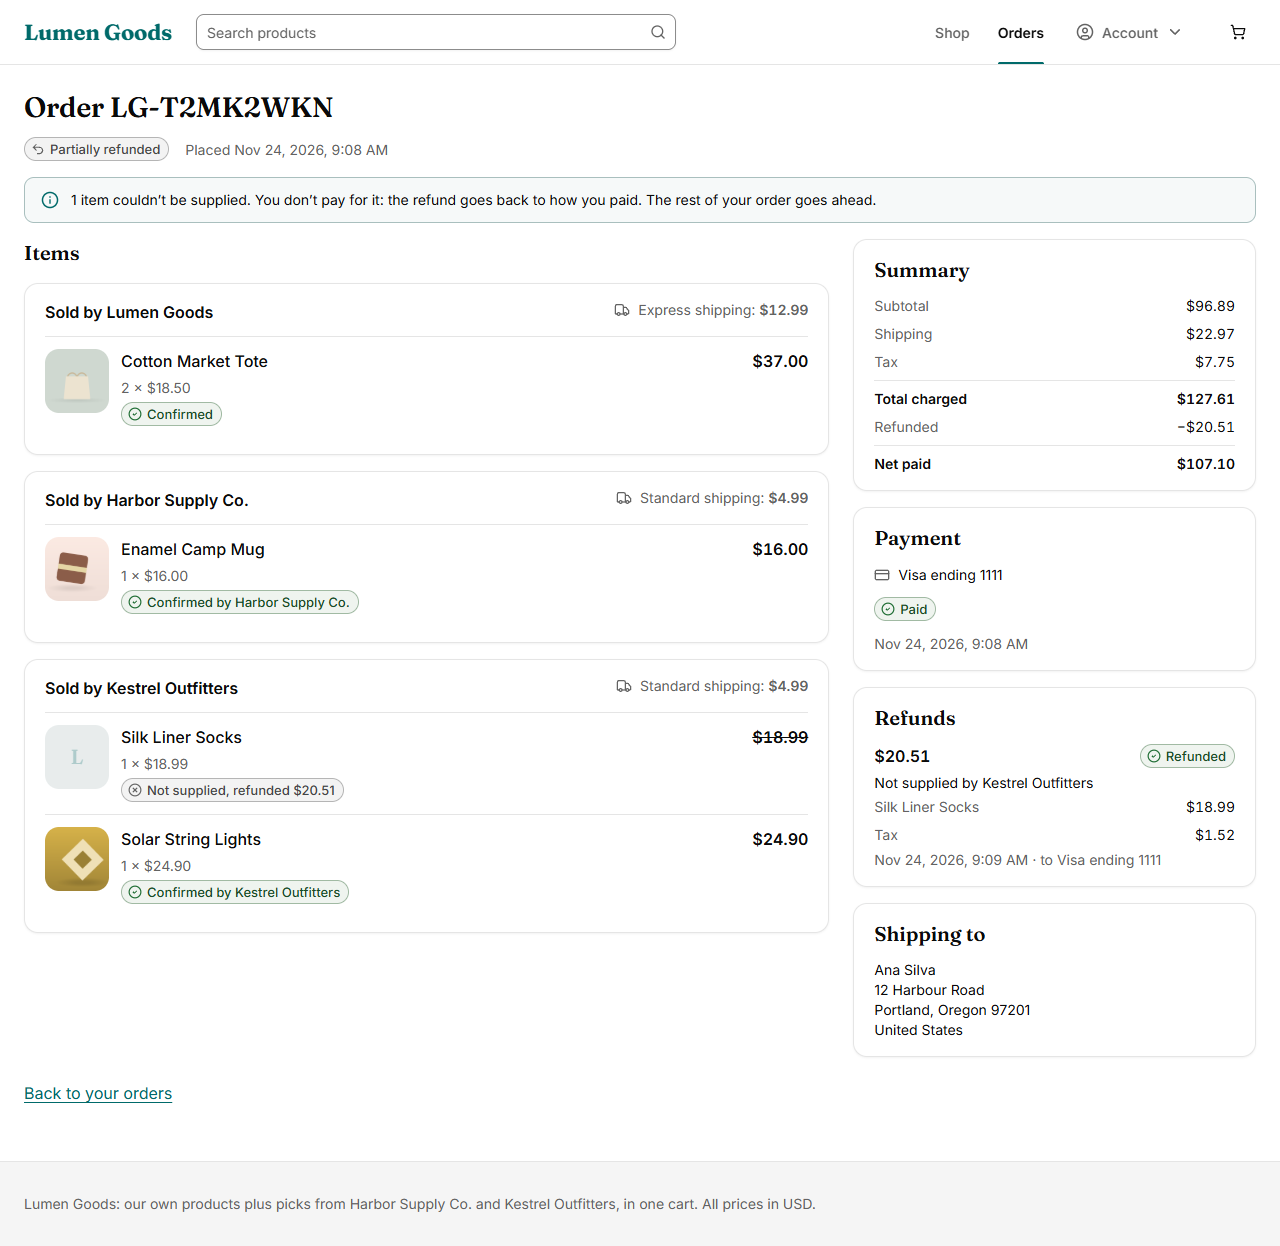 Lumen Goods
Search products
Shop
Orders
Account
Order LG-T2MK2WKN
Partially refunded
Placed Nov 24, 2026, 9:08 AM
1 item couldn’t be supplied. You don’t pay for it: the refund goes back to how you paid. The rest of your order goes ahead.
Items
Sold by Lumen Goods
Express shipping: $12.99
Cotton Market Tote
$37.00
2 × $18.50
Confirmed
Sold by Harbor Supply Co.
Standard shipping: $4.99
Enamel Camp Mug
$16.00
1 × $16.00
Confirmed by Harbor Supply Co.
Sold by Kestrel Outfitters
Standard shipping: $4.99
L
Silk Liner Socks
$18.99
1 × $18.99
Not supplied, refunded $20.51
Solar String Lights
$24.90
1 × $24.90
Confirmed by Kestrel Outfitters
Summary
Subtotal $96.89
Shipping $22.97
Tax $7.75
Total charged $127.61
Refunded −$20.51
Net paid $107.10
Payment
Visa ending 1111
Paid
Nov 24, 2026, 9:08 AM
Refunds
$20.51
Refunded
Not supplied by Kestrel Outfitters
Silk Liner Socks $18.99
Tax $1.52
Nov 24, 2026, 9:09 AM · to Visa ending 1111
Shipping to
Ana Silva
12 Harbour Road
Portland, Oregon 97201
United States
Back to your orders
Lumen Goods: our own products plus picks from Harbor Supply Co. and Kestrel Outfitters, in one cart. All prices in USD.